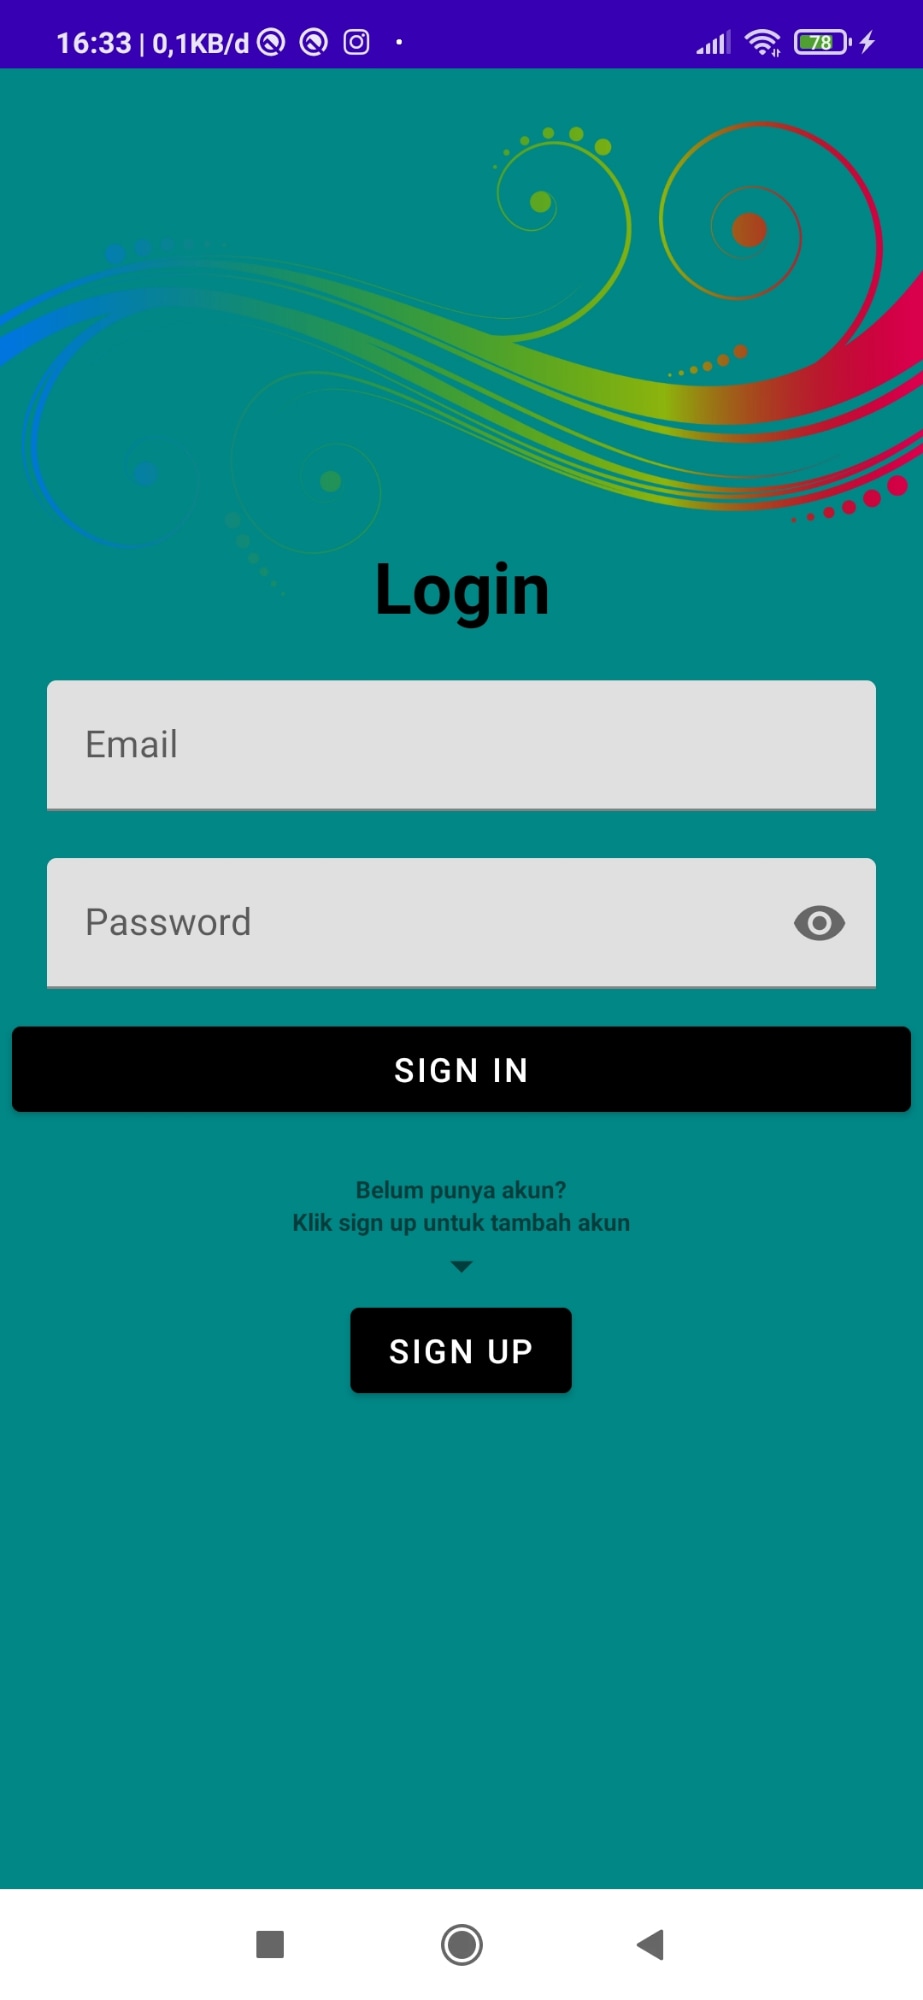 16:33 | 0,1KB/d
78
Login
Email
Password
SIGN IN
Belum punya akun?
Klik sign up untuk tambah akun
SIGN UP